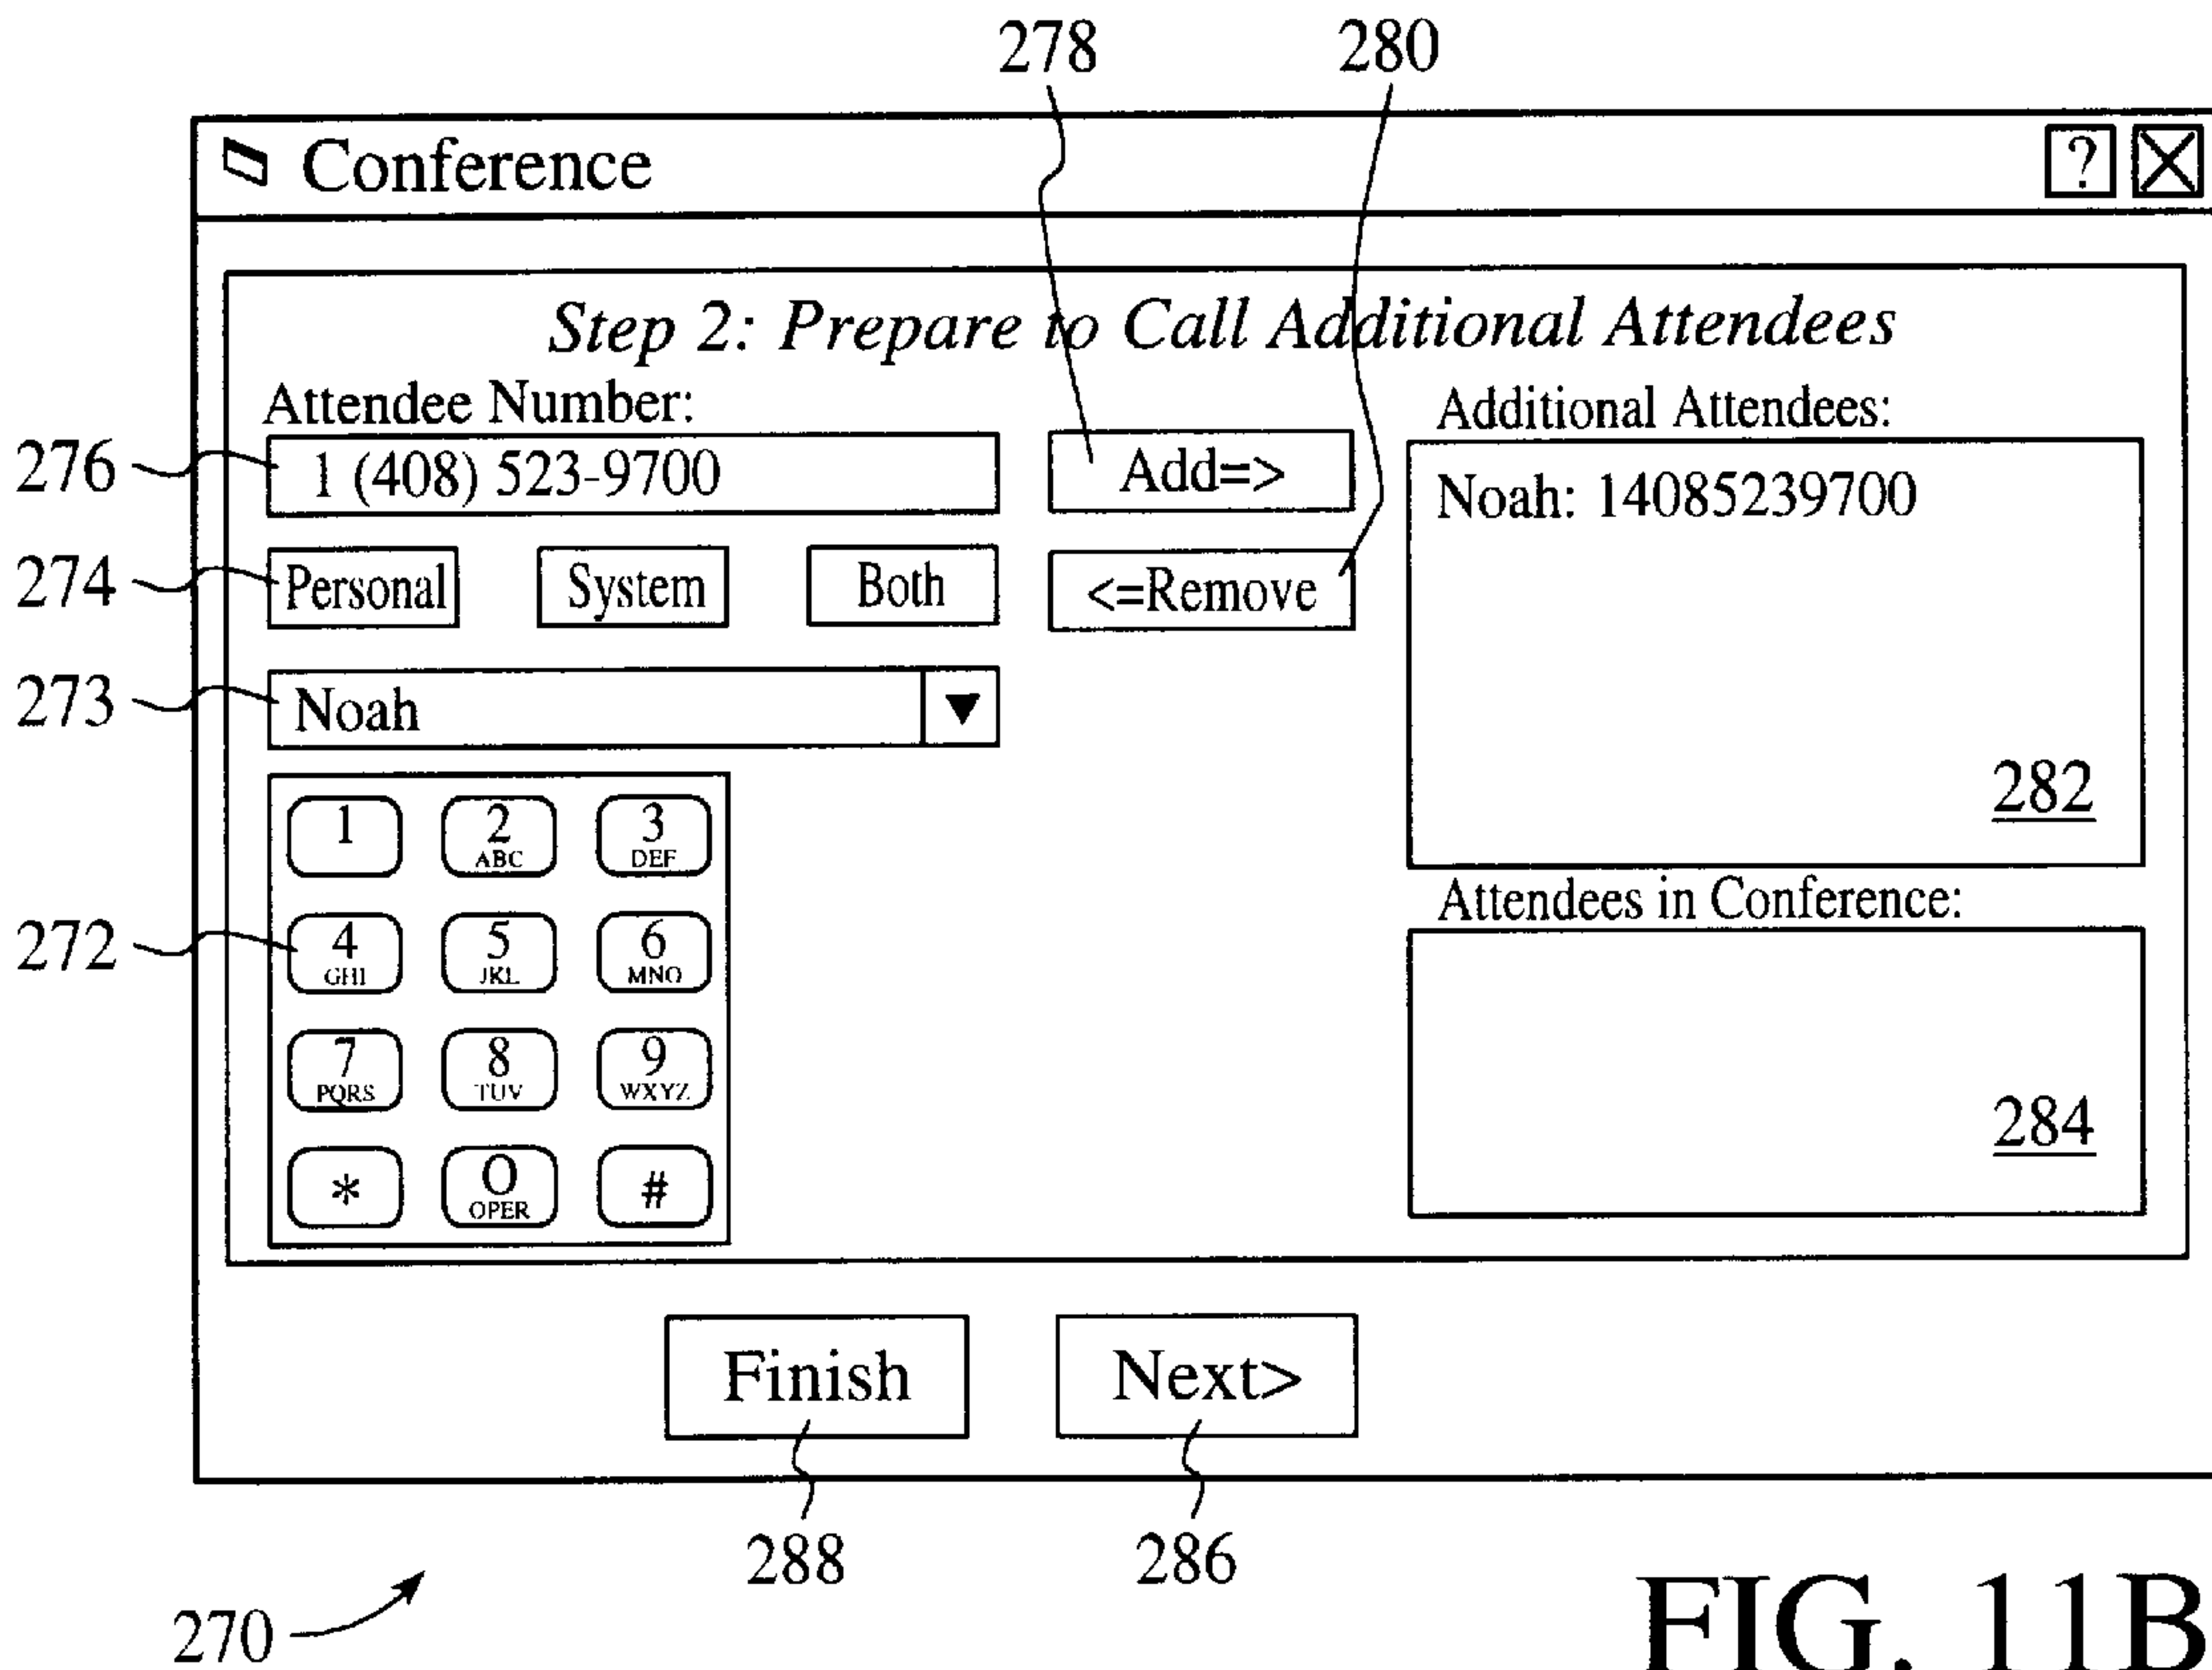 278 280
Conference ?
Step 2: Prepare to Call Additional Attendees
Attendee Number:
276 1 (408) 523-9700
Add=>
274 Personal System Both
<=Remove
273 Noah
Additional Attendees:
Noah: 14085239700
282
1 2 ABC 3 DEF
272 4 GHI 5 JKL 6 MNO
7 PQRS 8 TUV 9 WXYZ
* O OPER #
Attendees in Conference:
284
Finish Next>
288 286
270
FIG. 11B